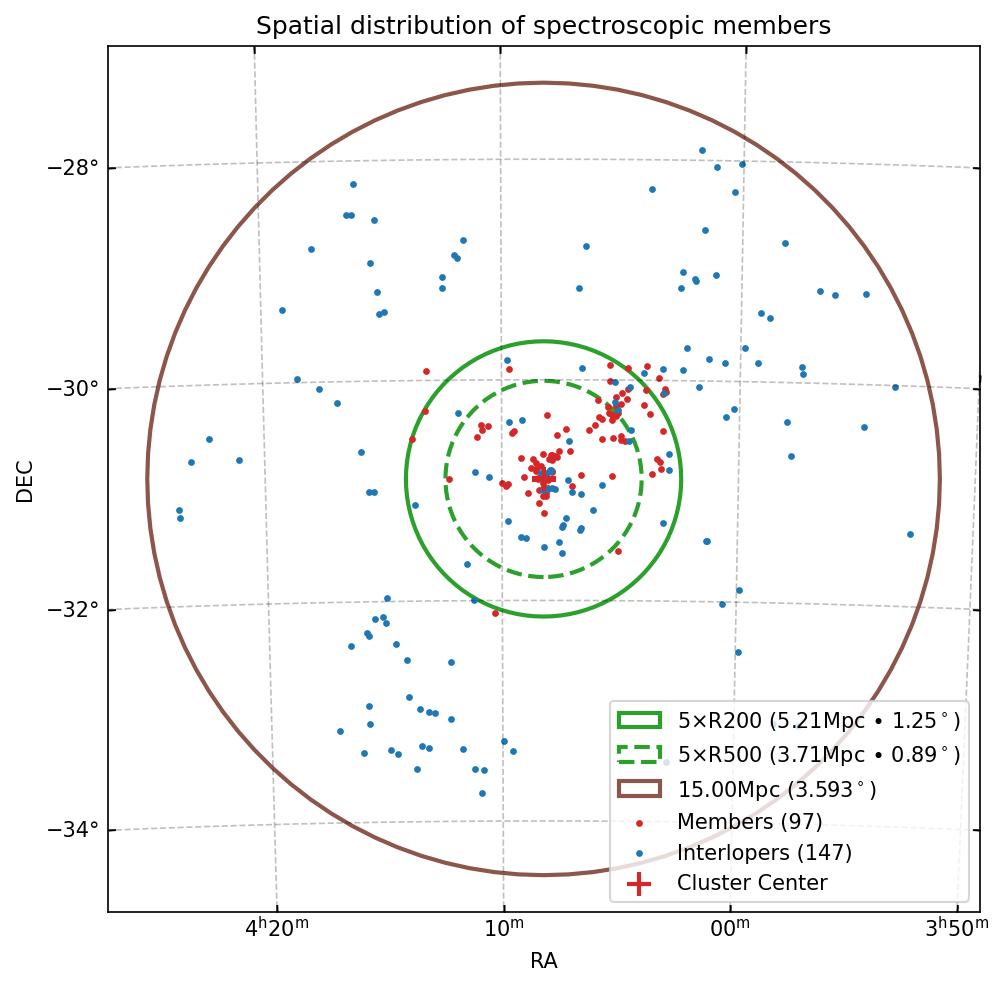 Spatial distribution of spectroscopic members
−28°
−30°
−32°
−34°
DEC
5×R200 (5.21Mpc • 1.25°)
5×R500 (3.71Mpc • 0.89°)
15.00Mpc (3.593°)
Members (97)
Interlopers (147)
Cluster Center
4ʰ20ᵐ 10ᵐ 00ᵐ 3ʰ50ᵐ
RA